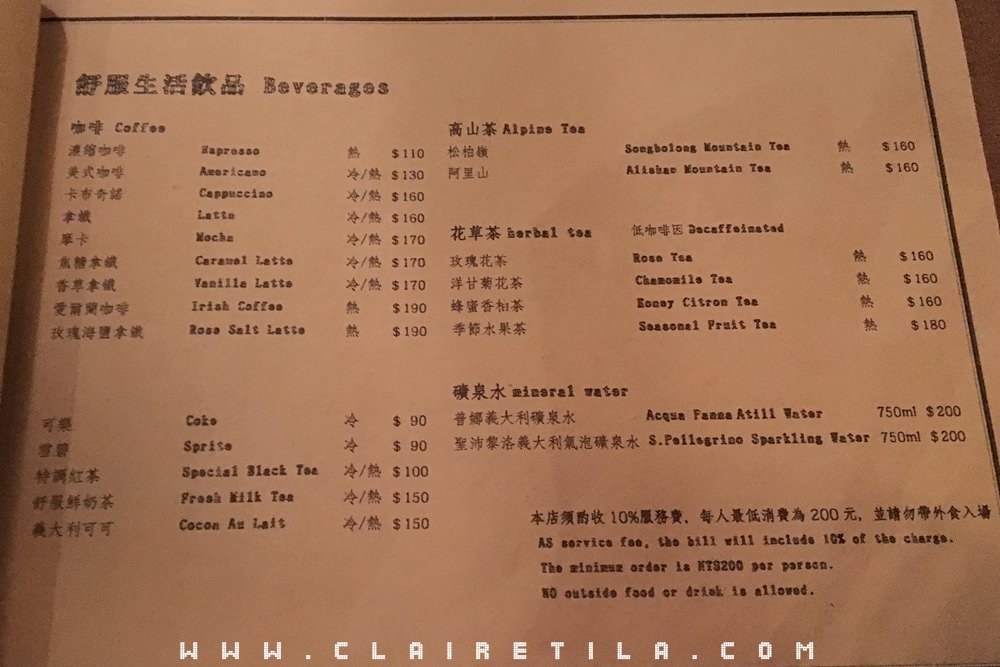 舒服生活飲品 Beverages
咖啡 Coffee
濃縮咖啡 Espresso 熱 $110
美式咖啡 Americano 冷/熱 $130
卡布奇諾 Cappuccino 冷/熱 $160
拿鐵 Latte 冷/熱 $160
摩卡 Mocha 冷/熱 $170
焦糖拿鐵 Caramel Latte 冷/熱 $170
香草拿鐵 Vanilla Latte 冷/熱 $170
愛爾蘭咖啡 Irish Coffee 熱 $190
玫瑰海鹽拿鐵 Rose Salt Latte 熱 $190
可樂 Coke 冷 $ 90
雪碧 Sprite 冷 $ 90
特調紅茶 Special Black Tea 冷/熱 $100
舒服鮮奶茶 Fresh Milk Tea 冷/熱 $150
義大利可可 Cocoa Au Lait 冷/熱 $150
高山茶 Alpine Tea
松柏嶺 Songbolong Mountain Tea 熱 $160
阿里山 Alishan Mountain Tea 熱 $160
花草茶 herbal tea 低咖啡因 Decaffeinated
玫瑰花茶 Rose Tea 熱 $160
洋甘菊花茶 Chamomile Tea 熱 $160
蜂蜜香柚茶 Honey Citron Tea 熱 $160
季節水果茶 Seasonal Fruit Tea 熱 $180
礦泉水 mineral water
普娜義大利礦泉水 Acqua Panna Atill Water 750ml $200
聖沛黎洛義大利氣泡礦泉水 S.Pellegrino Sparkling Water 750ml $200
本店須酌收 10%服務費，每人最低消費為 200 元，並請勿帶外食入場
AS service fee, the bill will include 10% of the charge.
The minimum order is NT$200 per person.
NO outside food or drink is allowed.
WWW.CLAIRETILA.COM